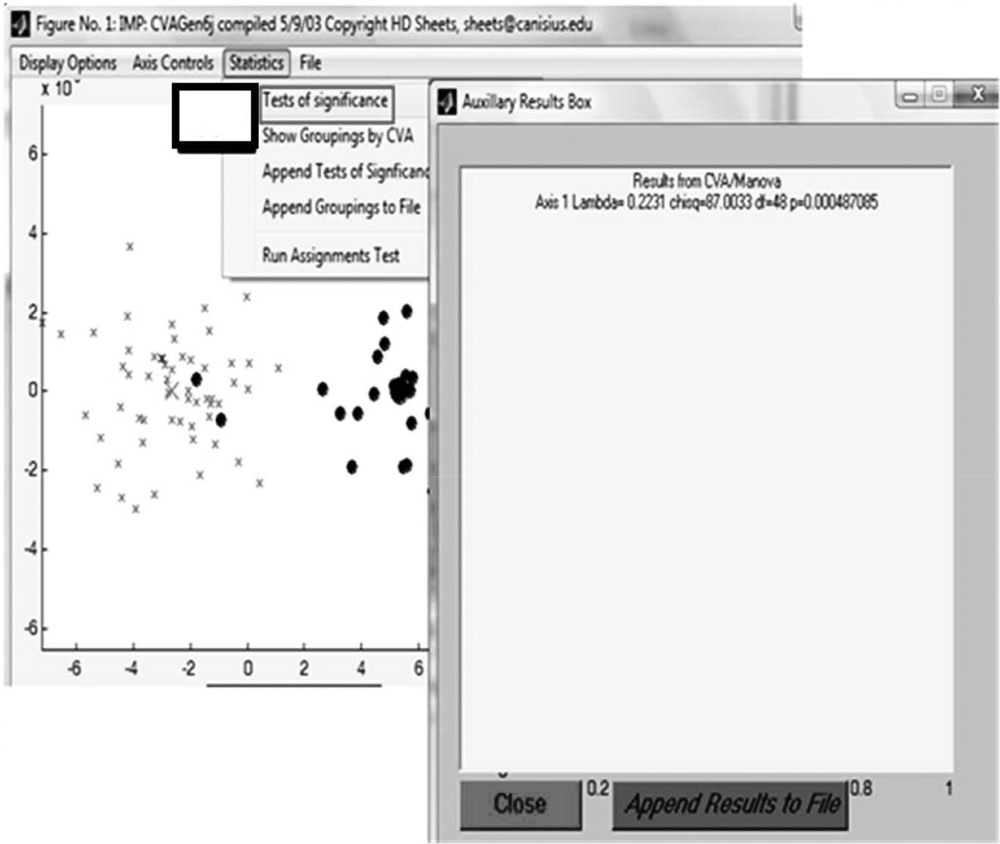 Figure No. 1: IMP: CVAGen6j compiled 5/9/03 Copyright HD Sheets, sheets@canisius.edu
Display Options Axis Controls Statistics File
x 10
Tests of significance
Show Groupings by CVA
Append Tests of Signficanc
Append Groupings to File
Run Assignments Test
6
4
2
0
-2
-4
-6
-6 -4 -2 0 2 4 6
Auxillary Results Box
Results from CVA/Manova
Axis 1 Lambda= 0.2231 chisq=87.0033 df=48 p=0.000487085
Close 0.2 Append Results to File 0.8 1